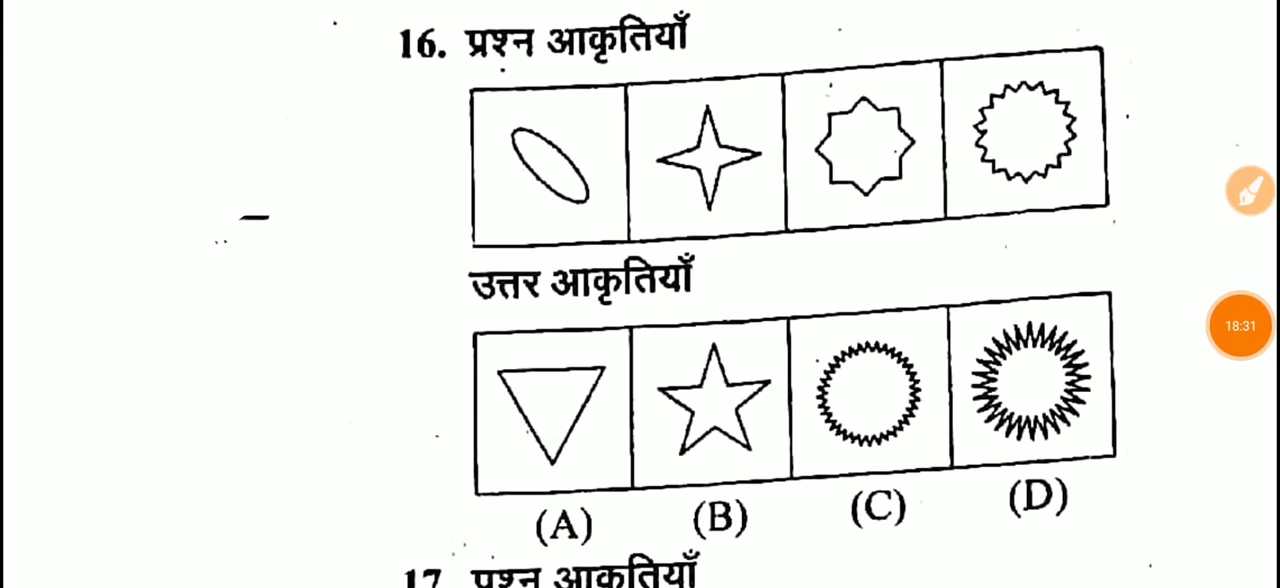 16. प्रश्न आकृतियाँ
उत्तर आकृतियाँ
(A) (B) (C) (D)
17 प्रश्न आकृतियाँ
18:31